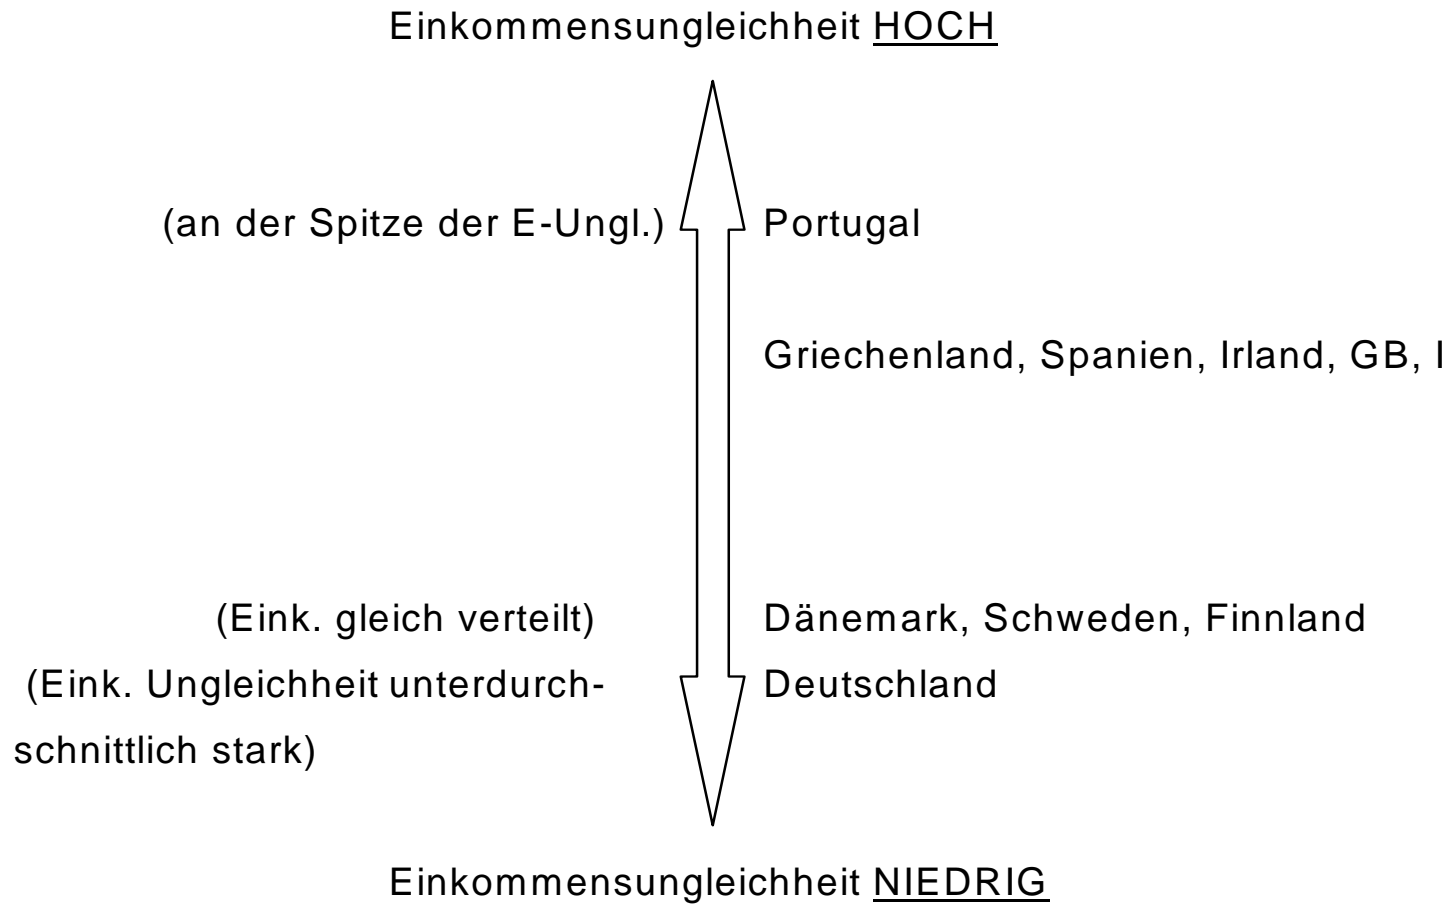 Einkommensungleichheit HOCH
(an der Spitze der E-Ungl.) Portugal
Griechenland, Spanien, Irland, GB, I
(Eink. gleich verteilt) Dänemark, Schweden, Finnland
(Eink. Ungleichheit unterdurch- Deutschland
schnittlich stark)
Einkommensungleichheit NIEDRIG